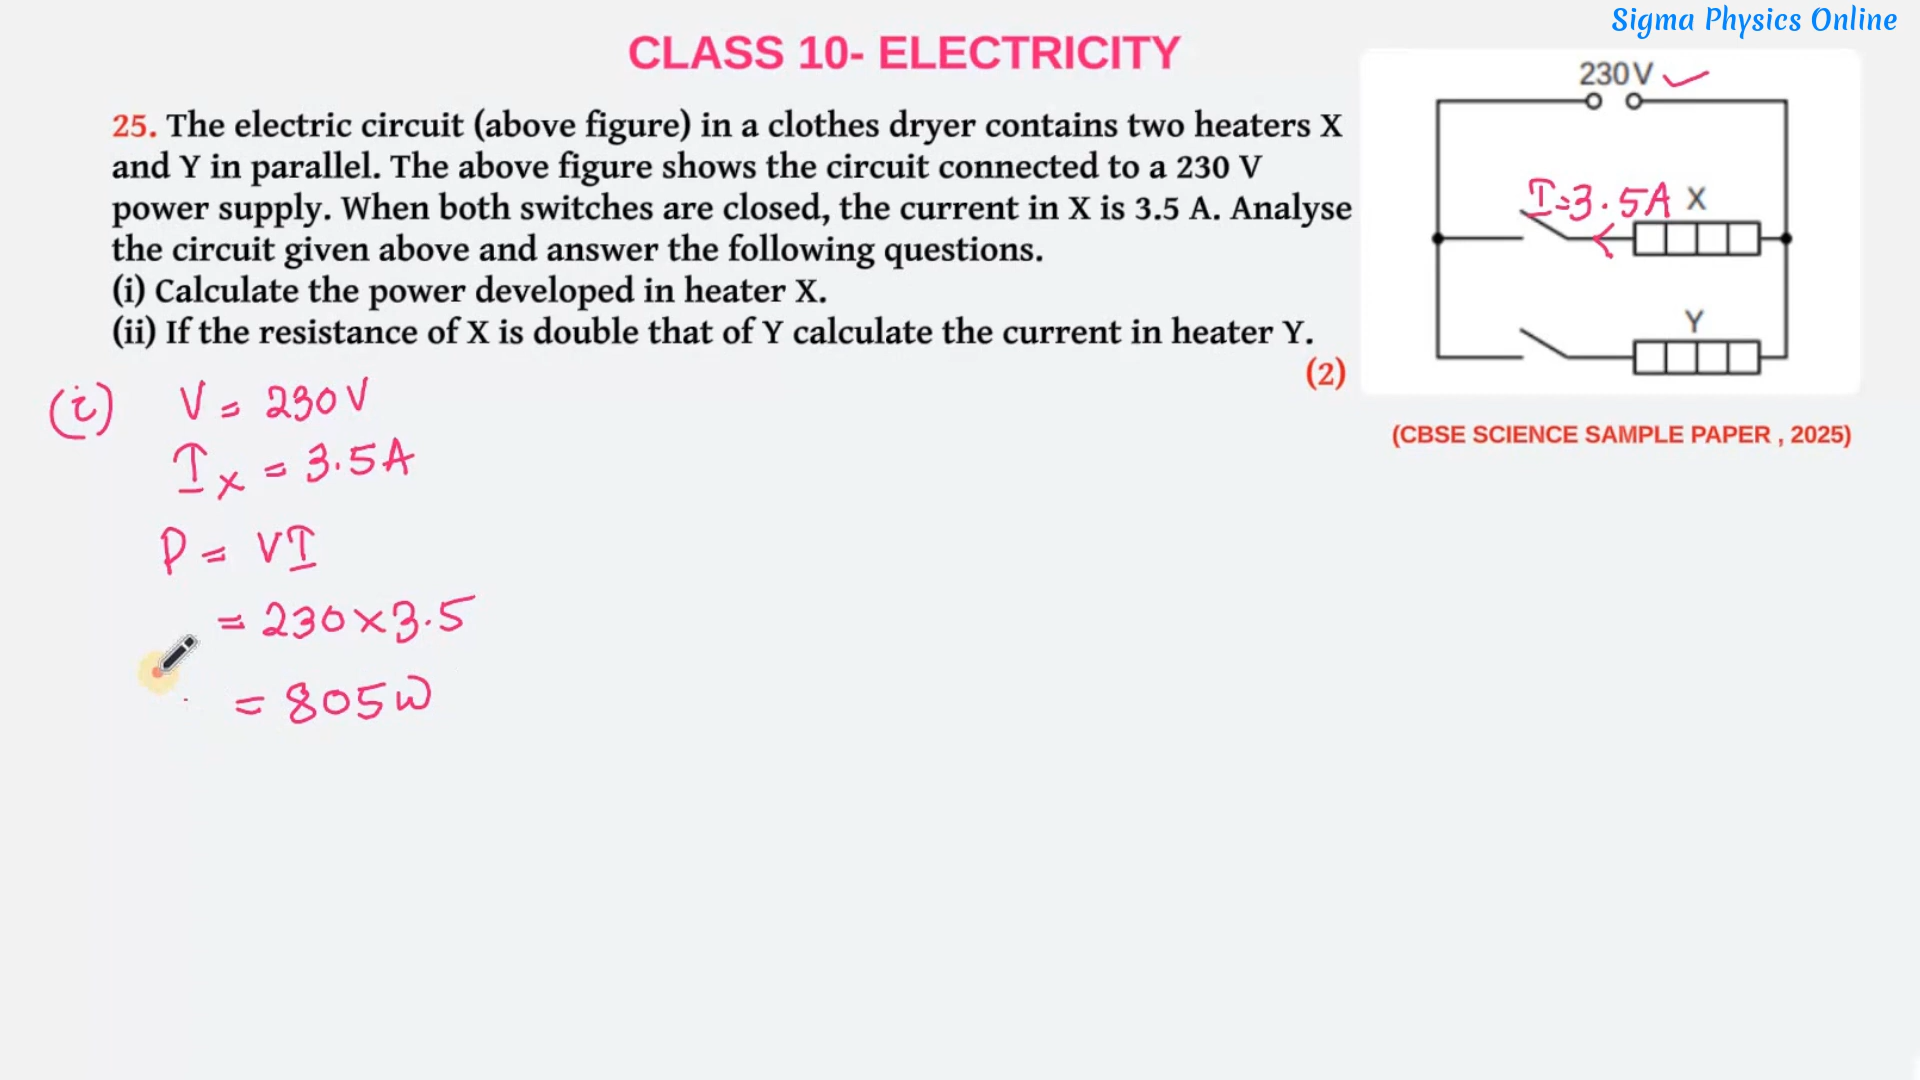 Sigma Physics Online
CLASS 10- ELECTRICITY
25. The electric circuit (above figure) in a clothes dryer contains two heaters X
and Y in parallel. The above figure shows the circuit connected to a 230 V
power supply. When both switches are closed, the current in X is 3.5 A. Analyse
the circuit given above and answer the following questions.
(i) Calculate the power developed in heater X.
(ii) If the resistance of X is double that of Y calculate the current in heater Y.
(2)
230V
I=3.5A X
Y
(CBSE SCIENCE SAMPLE PAPER , 2025)
(i) V = 230V
I x = 3.5A
P = VI
= 230×3.5
= 805W